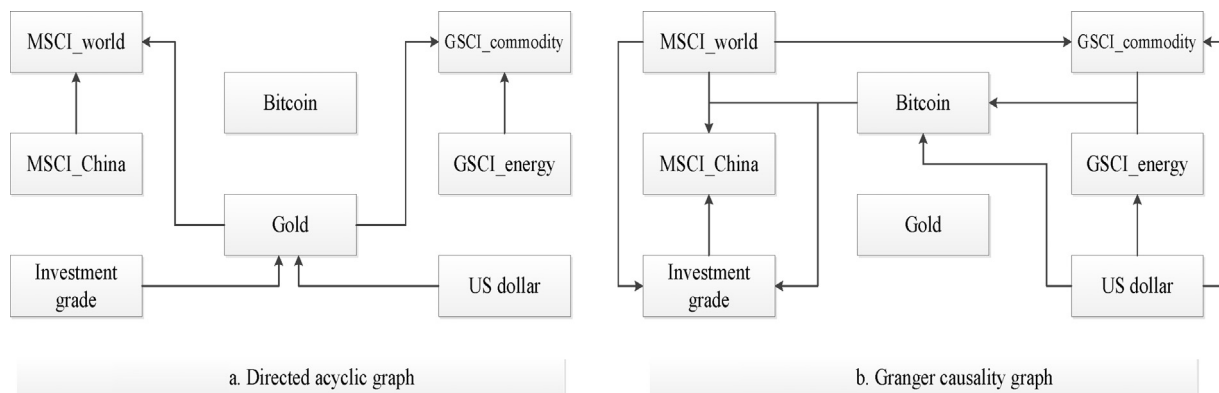 MSCI_world
GSCI_commodity
Bitcoin
MSCI_China
GSCI_energy
Gold
Investment
grade
US dollar
a. Directed acyclic graph
MSCI_world
GSCI_commodity
Bitcoin
MSCI_China
GSCI_energy
Gold
Investment
grade
US dollar
b. Granger causality graph